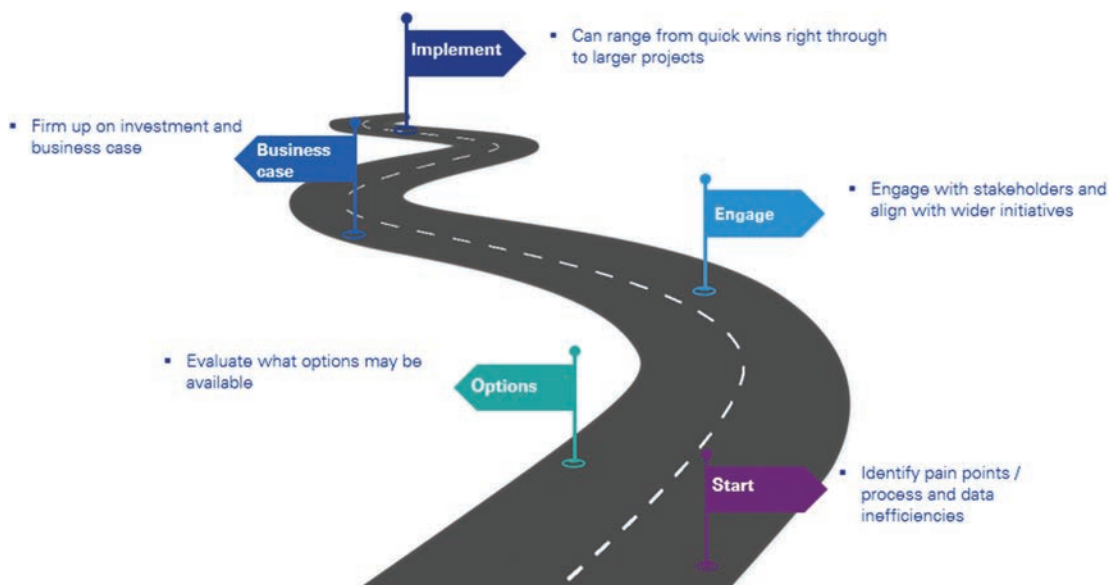 Implement
▪ Can range from quick wins right through
to larger projects
▪ Firm up on investment and
business case
Business
case
Engage
▪ Engage with stakeholders and
align with wider initiatives
▪ Evaluate what options may be
available
Options
Start
▪ Identify pain points /
process and data
inefficiencies